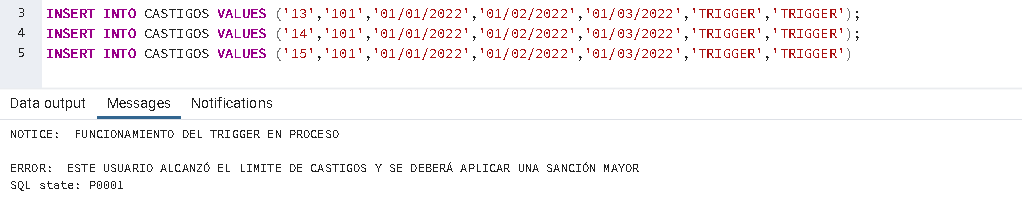 3 INSERT INTO CASTIGOS VALUES ('13','101','01/01/2022','01/02/2022','01/03/2022','TRIGGER','TRIGGER');
4 INSERT INTO CASTIGOS VALUES ('14','101','01/01/2022','01/02/2022','01/03/2022','TRIGGER','TRIGGER');
5 INSERT INTO CASTIGOS VALUES ('15','101','01/01/2022','01/02/2022','01/03/2022','TRIGGER','TRIGGER')
Data output Messages Notifications
NOTICE: FUNCIONAMIENTO DEL TRIGGER EN PROCESO
ERROR: ESTE USUARIO ALCANZÓ EL LIMITE DE CASTIGOS Y SE DEBERÁ APLICAR UNA SANCIÓN MAYOR
SQL state: P0001